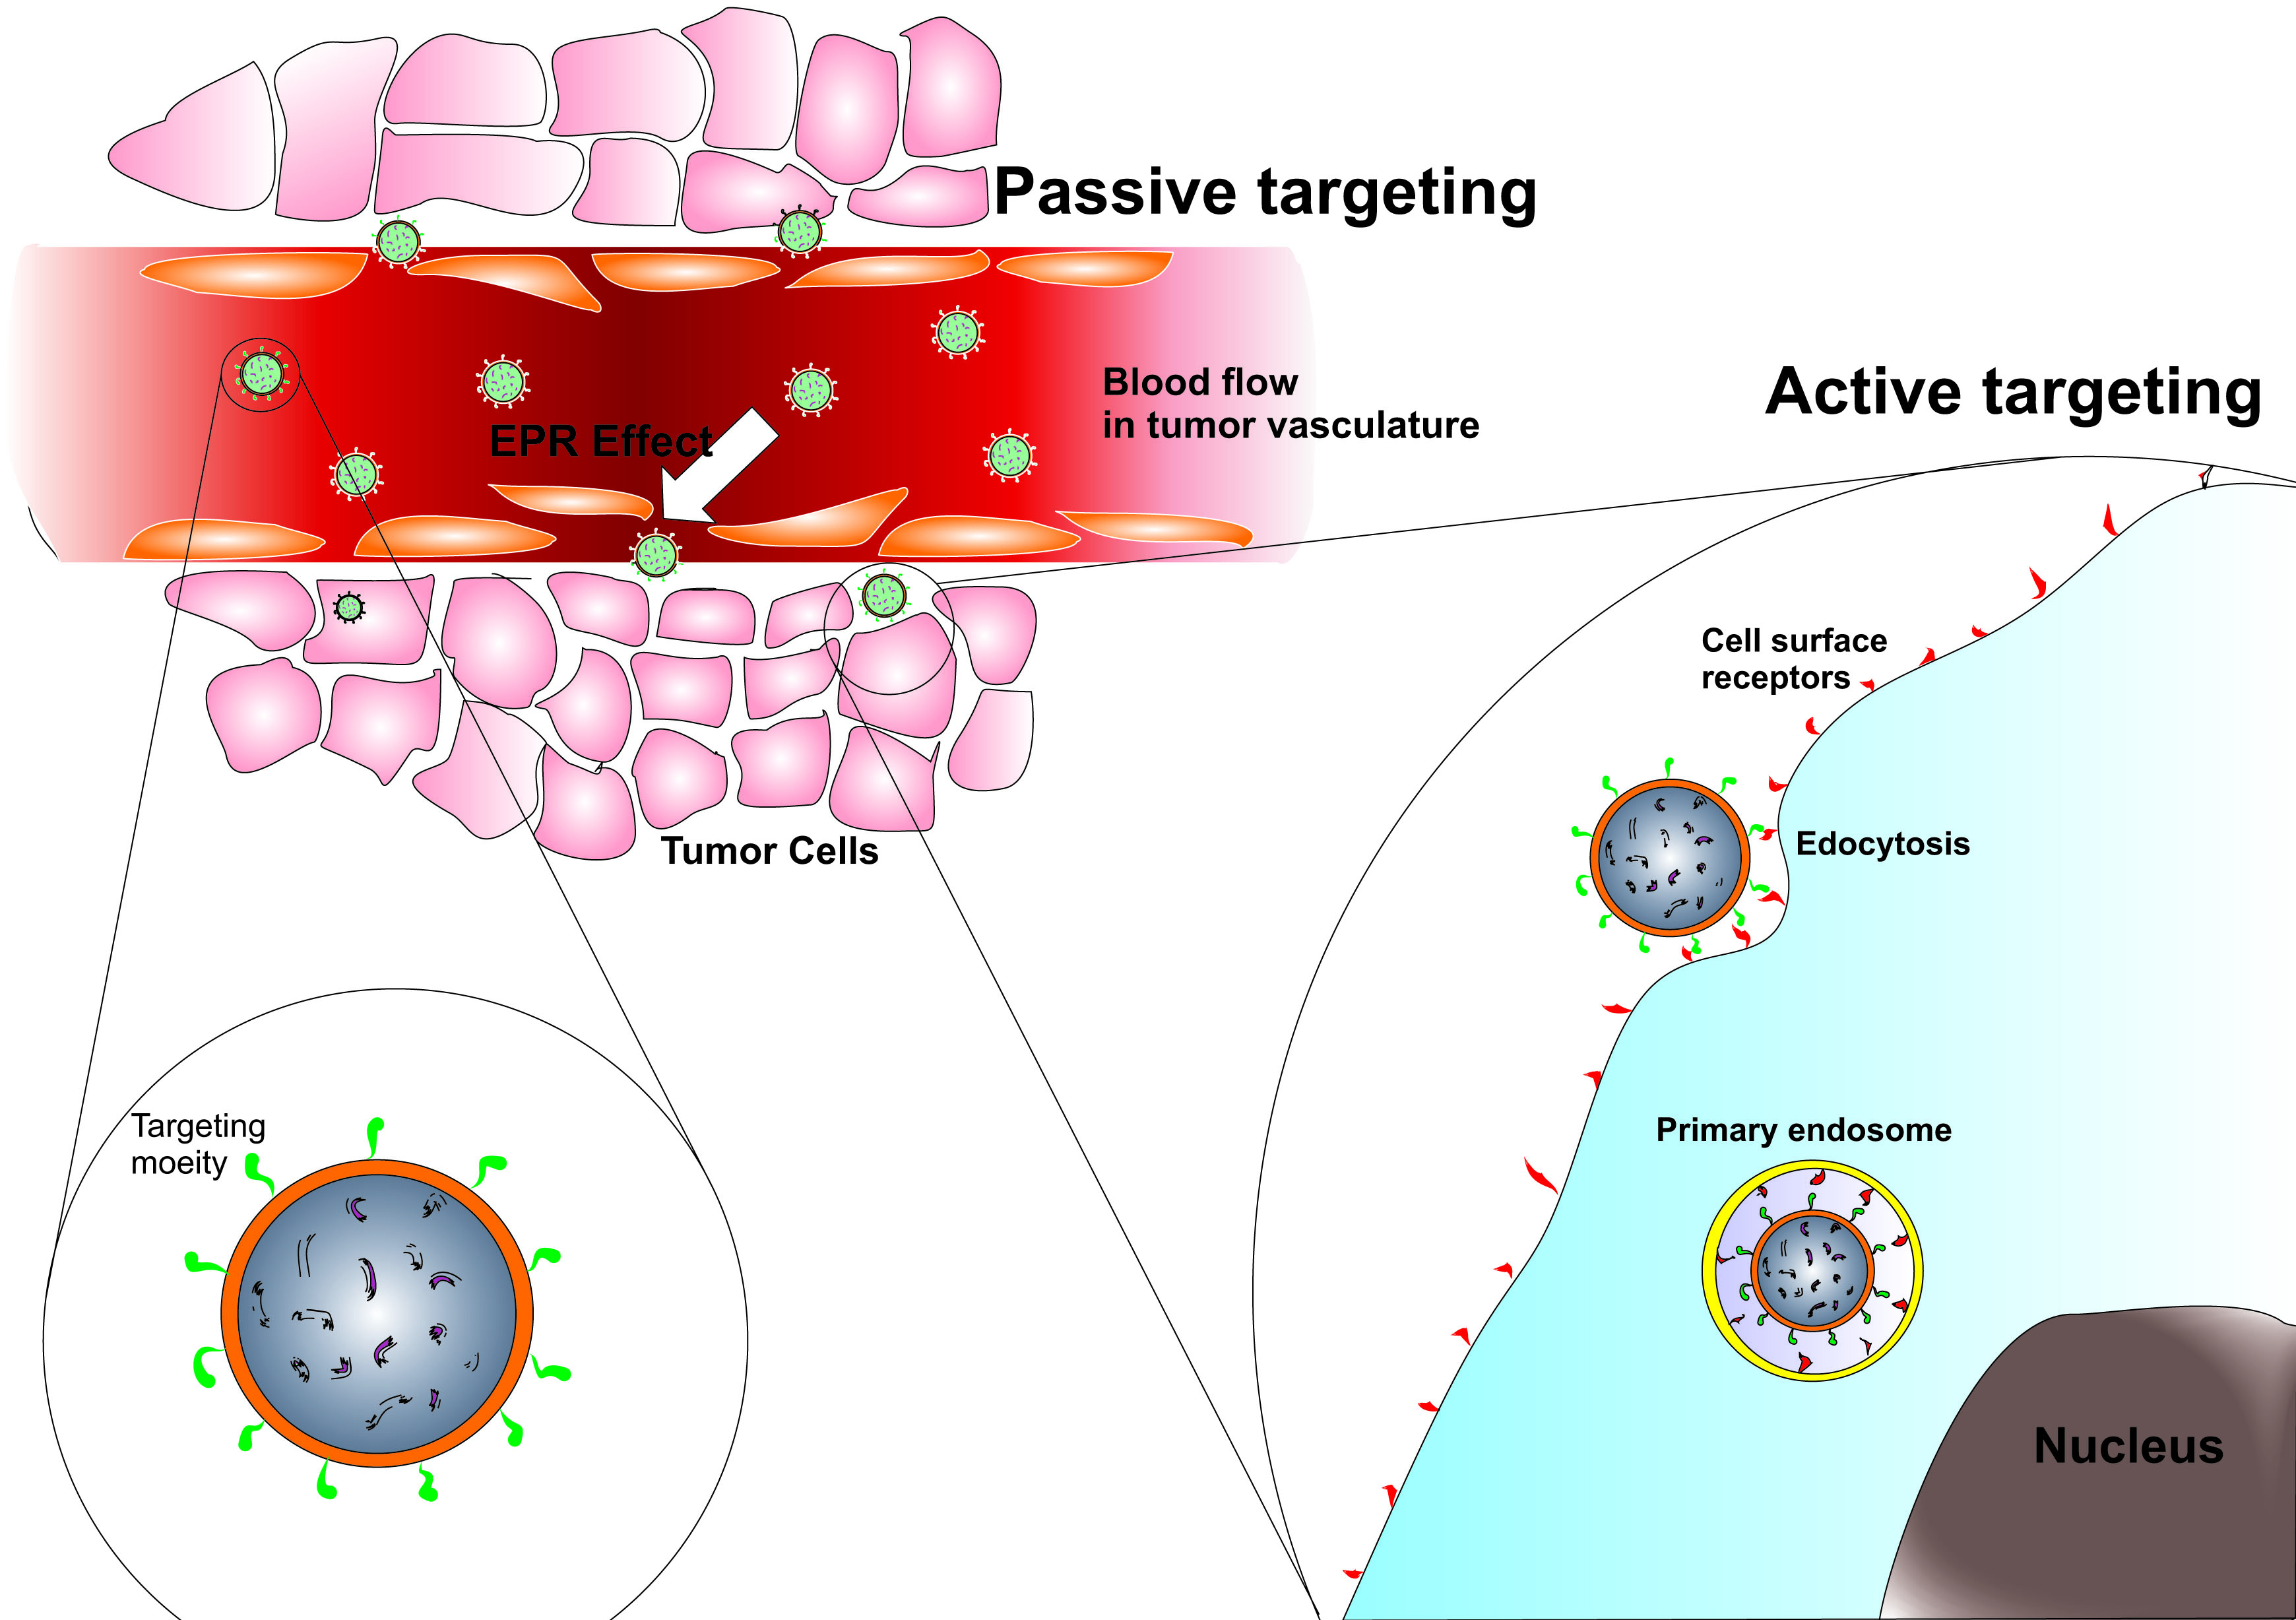 Passive targeting
Blood flow
in tumor vasculature
EPR Effect
Active targeting
Cell surface
receptors
Edocytosis
Tumor Cells
Targeting
moeity
Primary endosome
Nucleus